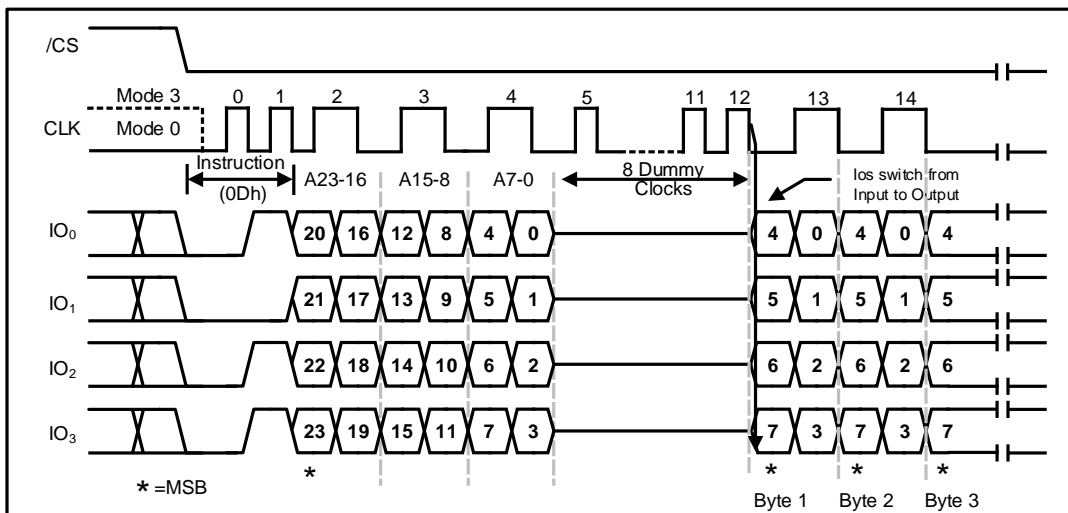 /CS
Mode 3
0 1 2 3 4 5 11 12 13 14
CLK
Mode 0
Instruction
(0Dh)
A23-16 A15-8 A7-0
8 Dummy
Clocks
Ios switch from
Input to Output
IO0 20 16 12 8 4 0 4 0 4 0 4
IO1 21 17 13 9 5 1 5 1 5 1 5
IO2 22 18 14 10 6 2 6 2 6 2 6
IO3 23 19 15 11 7 3 7 3 7 3 7
* * * *
* =MSB
Byte 1 Byte 2 Byte 3